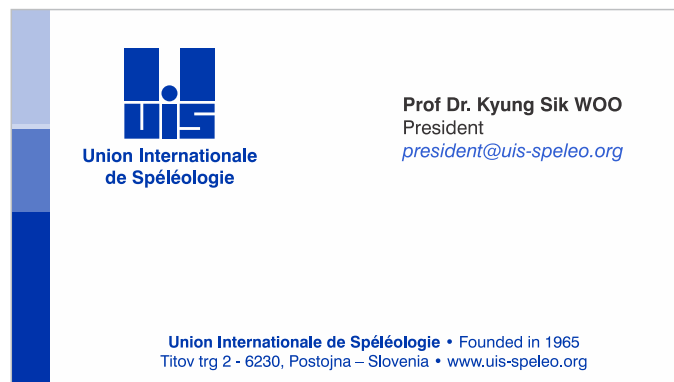 uis
Union Internationale
de Spéléologie
Prof Dr. Kyung Sik WOO
President
president@uis-speleo.org
Union Internationale de Spéléologie • Founded in 1965
Titov trg 2 - 6230, Postojna – Slovenia • www.uis-speleo.org